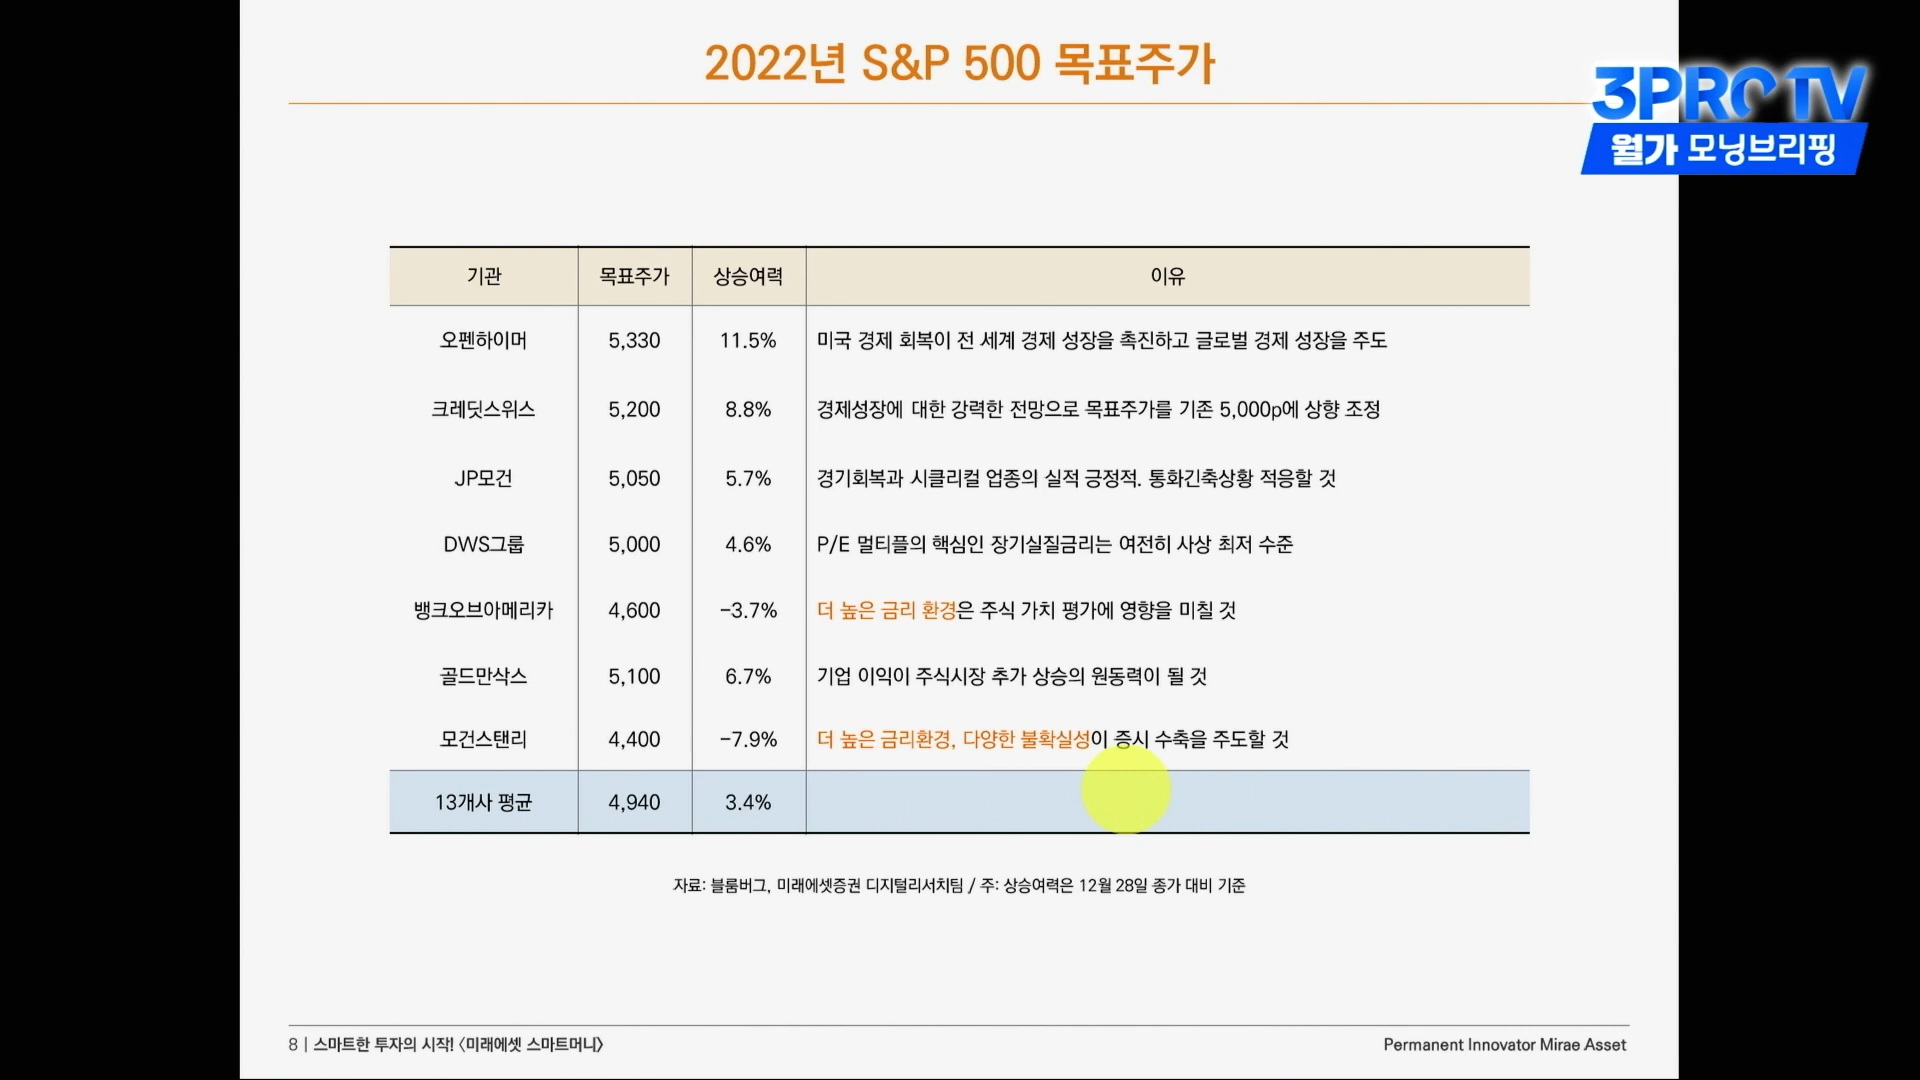 2022년 S&P 500 목표주가
3PROTV
월가 모닝브리핑
기관 목표주가 상승여력 이유
오펜하이머 5,330 11.5% 미국 경제 회복이 전 세계 경제 성장을 촉진하고 글로벌 경제 성장을 주도
크레딧스위스 5,200 8.8% 경제성장에 대한 강력한 전망으로 목표주가를 기존 5,000p에 상향 조정
JP모건 5,050 5.7% 경기회복과 시클리컬 업종의 실적 긍정적. 통화긴축상황 적응할 것
DWS그룹 5,000 4.6% P/E 멀티플의 핵심인 장기실질금리는 여전히 사상 최저 수준
뱅크오브아메리카 4,600 -3.7% 더 높은 금리 환경은 주식 가치 평가에 영향을 미칠 것
골드만삭스 5,100 6.7% 기업 이익이 주식시장 추가 상승의 원동력이 될 것
모건스탠리 4,400 -7.9% 더 높은 금리환경, 다양한 불확실성이 증시 수축을 주도할 것
13개사 평균 4,940 3.4%
자료: 블룸버그, 미래에셋증권 디지털리서치팀 / 주: 상승여력은 12월 28일 종가 대비 기준
8 | 스마트한 투자의 시작! <미래에셋 스마트머니>
Permanent Innovator Mirae Asset